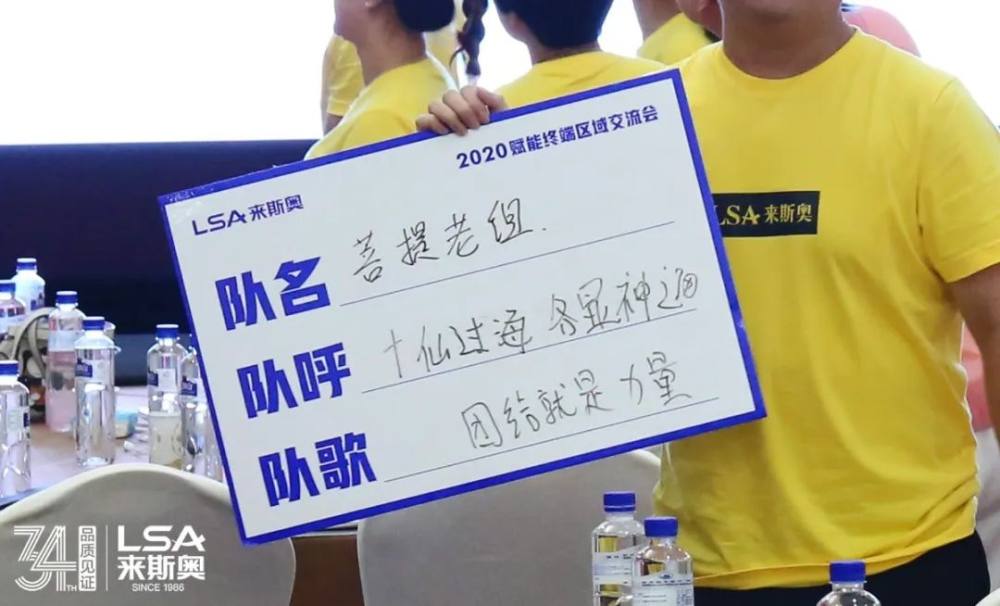 2020赋能终端区域交流会
LSA来斯奥
队名 菩提老组.
队呼 十仙过海 各显神通
队歌 团结就是力量
LSA来斯奥
34TH 品质见证
LSA
来斯奥
SINCE 1986